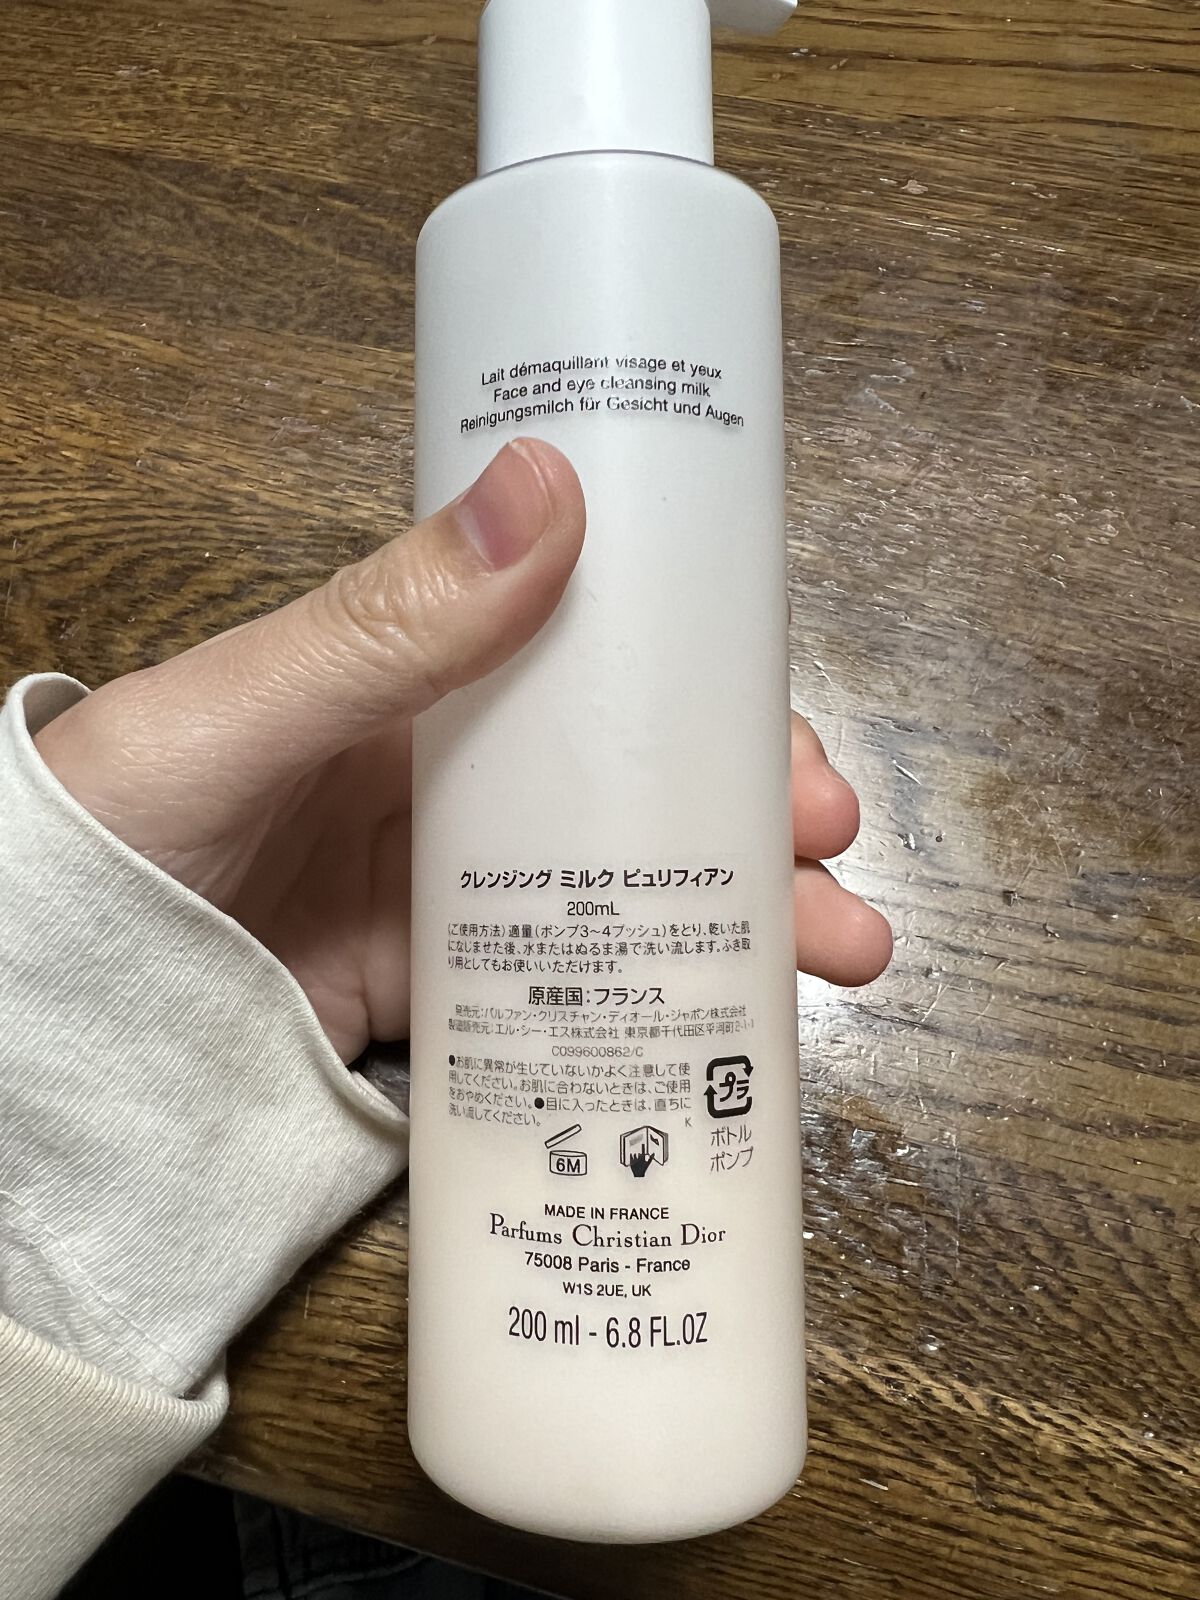 Lait démaquillant visage et yeux
Face and eye cleansing milk
Reinigungsmilch für Gesicht und Augen
クレンジング ミルク ピュリフィアン
200mL
(ご使用方法)適量(ポンプ3〜4プッシュ)をとり、乾いた肌
になじませた後、水またはぬるま湯で洗い流します。ふき取
り用としてもお使いいただけます。
原産国:フランス
発売元:パルファン・クリスチャン・ディオール・ジャポン株式会社
製造販売元:エル・シー・エス株式会社 東京都千代田区平河町2-1-1
C099600862/C
●お肌に異常が生じていないかよく注意して使
用してください。お肌に合わないときは、ご使用
をおやめください。●目に入ったときは、直ちに
洗い流してください。
K
プラ
ボトル
ポンプ
6M
MADE IN FRANCE
Parfums Christian Dior
75008 Paris - France
W1S 2UE, UK
200 ml - 6.8 FL.OZ